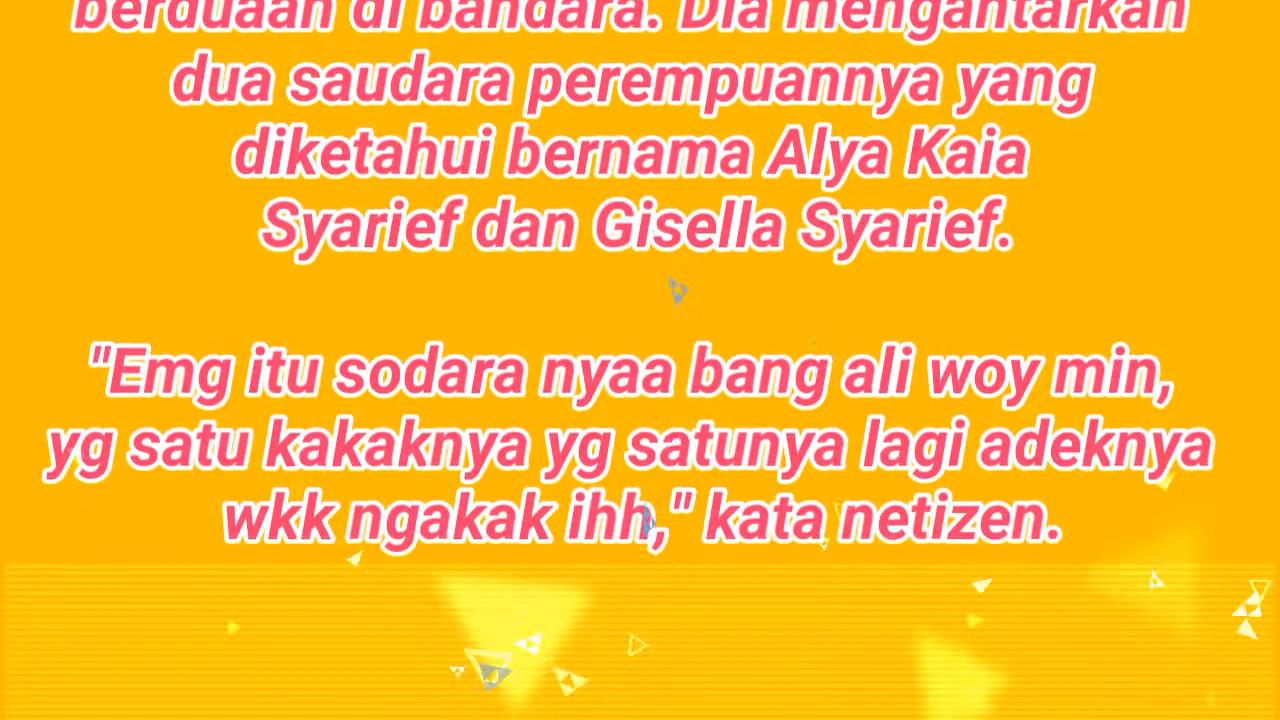 berduaan di bandara. Dia mengantarkan
dua saudara perempuannya yang
diketahui bernama Alya Kaia
Syarief dan Gisella Syarief.
"Emg itu sodara nyaa bang ali woy min,
yg satu kakaknya yg satunya lagi adeknya
wkk ngakak ihh," kata netizen.